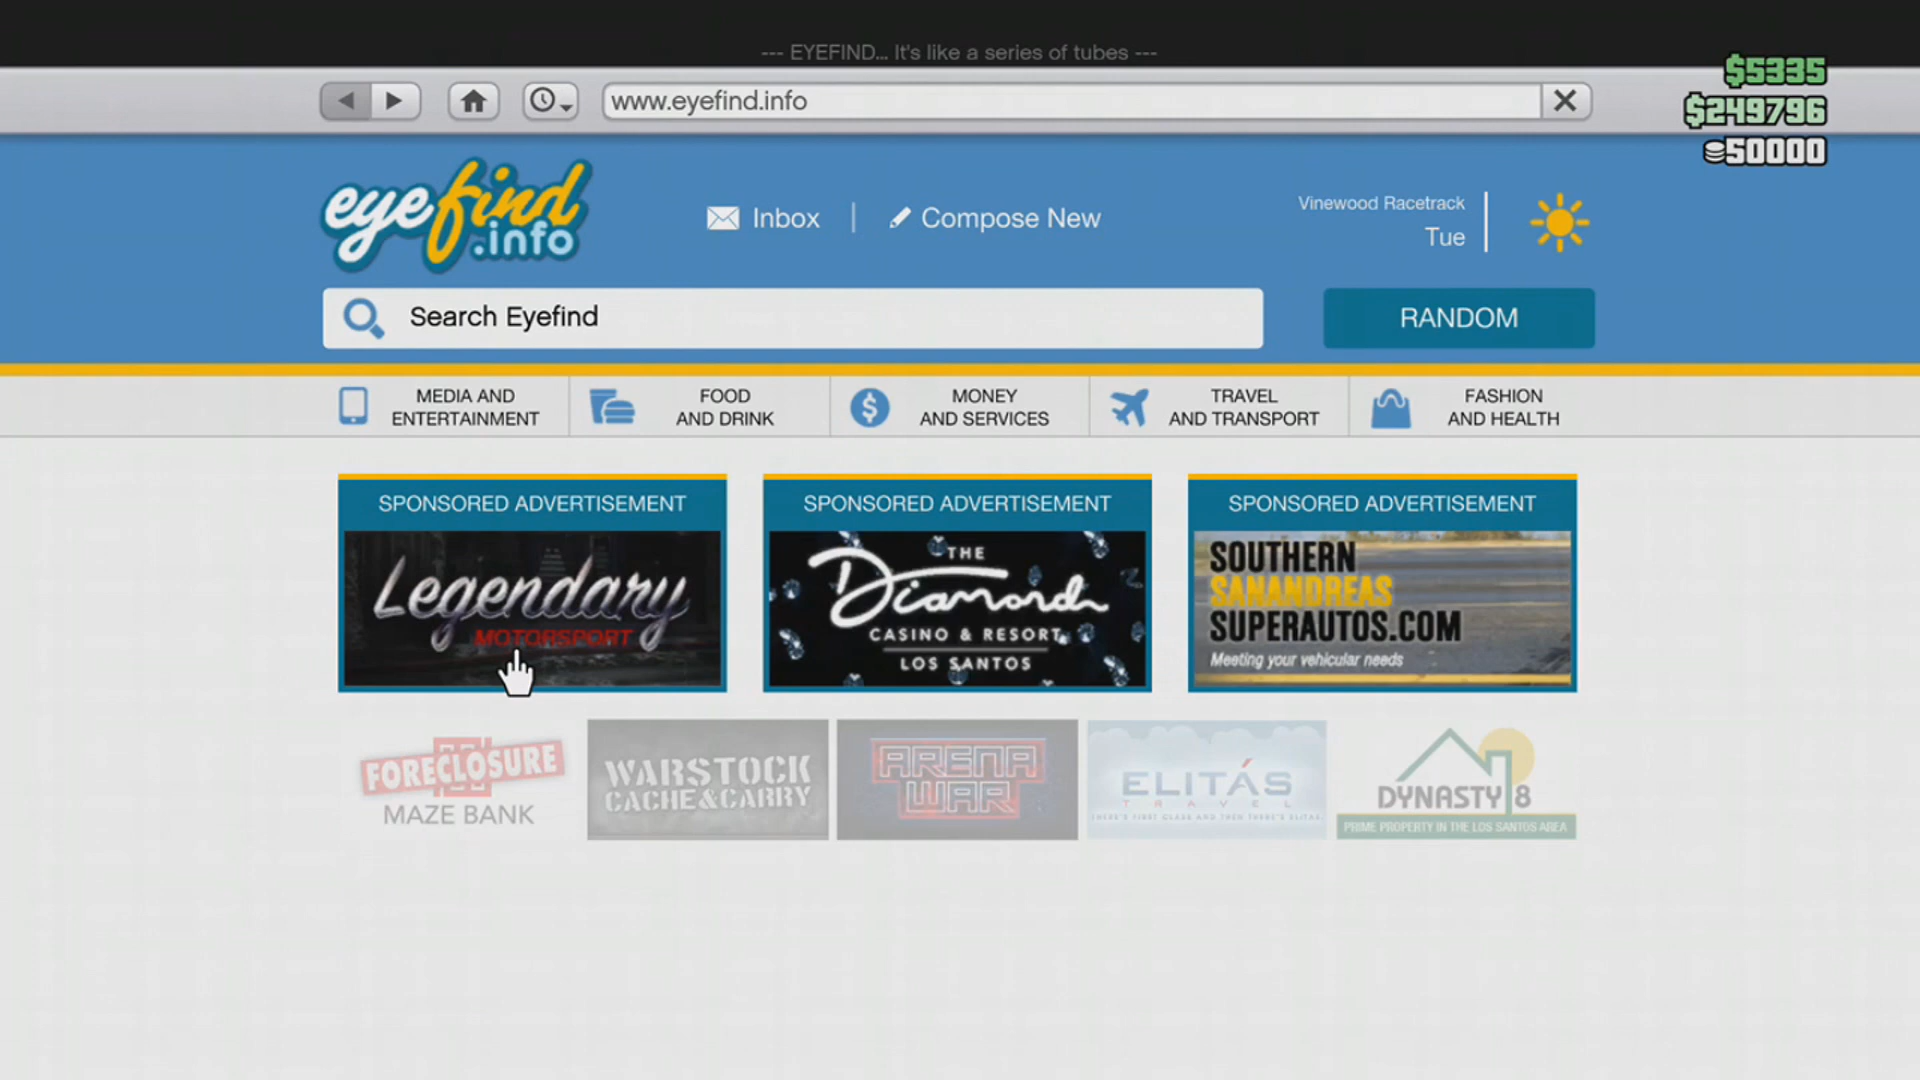 --- EYEFIND... It's like a series of tubes ---
www.eyefind.info
$5335
$249796
50000
eyefind
.info
Inbox
Compose New
Vinewood Racetrack
Tue
Search Eyefind
RANDOM
MEDIA AND
ENTERTAINMENT
FOOD
AND DRINK
MONEY
AND SERVICES
TRAVEL
AND TRANSPORT
FASHION
AND HEALTH
SPONSORED ADVERTISEMENT
Legendary
MOTORSPORT
SPONSORED ADVERTISEMENT
THE
Diamond
CASINO & RESORT
LOS SANTOS
SPONSORED ADVERTISEMENT
SOUTHERN
SANANDREAS
SUPERAUTOS.COM
Meeting your vehicular needs
FORECLOSURE
MAZE BANK
WARSTOCK
CACHE&CARRY
ARENA
WAR
ELITÁS
TRAVEL
THERE'S FIRST CLASS AND THEN THERE'S ELITAS
DYNASTY 8
PRIME PROPERTY IN THE LOS SANTOS AREA